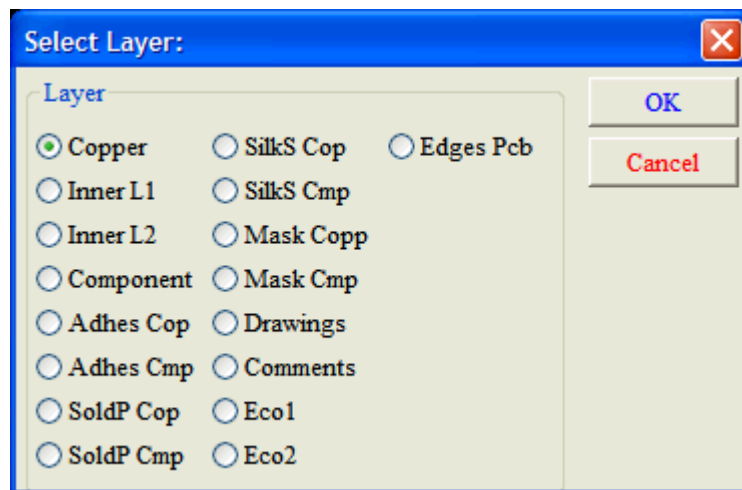 Select Layer:
Layer
OK
Copper SilkS Cop Edges Pcb
Cancel
Inner L1 SilkS Cmp
Inner L2 Mask Copp
Component Mask Cmp
Adhes Cop Drawings
Adhes Cmp Comments
SoldP Cop Eco1
SoldP Cmp Eco2